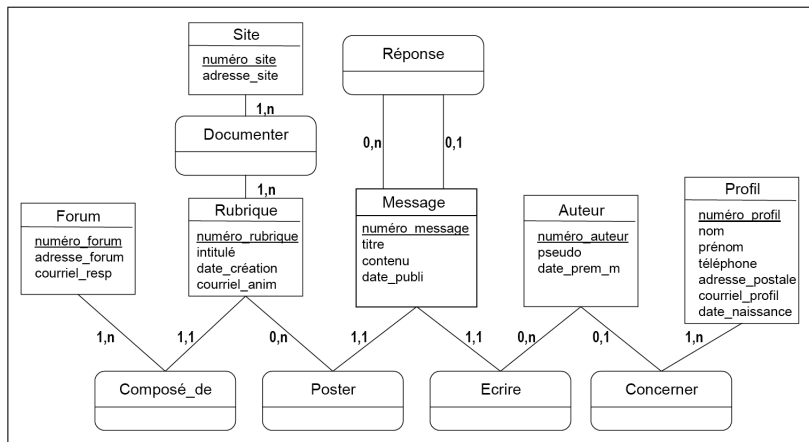 Site
numéro_site
adresse_site
Réponse
1,n
Documenter
0,n
0,1
1,n
Forum
numéro_forum
adresse_forum
courriel_resp
Rubrique
numéro_rubrique
intitulé
date_création
courriel_anim
Message
numéro_message
titre
contenu
date_publi
Auteur
numéro_auteur
pseudo
date_prem_m
Profil
numéro_profil
nom
prénom
téléphone
adresse_postale
courriel_profil
date_naissance
1,n
1,1
0,n
1,1
1,1
0,n
0,1
1,n
Composé_de
Poster
Ecrire
Concerner